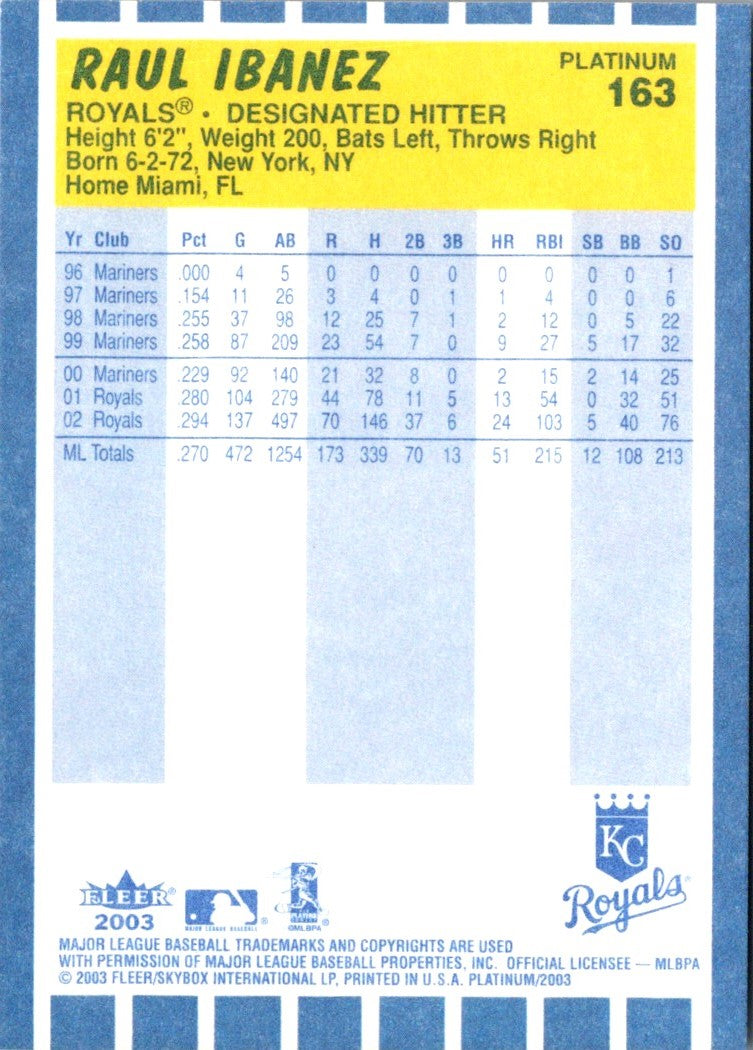 RAUL IBANEZ
PLATINUM
163
ROYALS® · DESIGNATED HITTER
Height 6'2", Weight 200, Bats Left, Throws Right
Born 6-2-72, New York, NY
Home Miami, FL
Yr Club Pct G AB R H 2B 3B HR RBI SB BB SO
96 Mariners .000 4 5 0 0 0 0 0 0 0 0 1
97 Mariners .154 11 26 3 4 0 1 1 4 0 0 6
98 Mariners .255 37 98 12 25 7 1 2 12 0 5 22
99 Mariners .258 87 209 23 54 7 0 9 27 5 17 32
00 Mariners .229 92 140 21 32 8 0 2 15 2 14 25
01 Royals .280 104 279 44 78 11 5 13 54 0 32 51
02 Royals .294 137 497 70 146 37 6 24 103 5 40 76
ML Totals .270 472 1254 173 339 70 13 51 215 12 108 213
KC
Royals
FLEER®
2003
MAJOR LEAGUE BASEBALL ®
PLAYERS CHOICE
©MLBPA
MAJOR LEAGUE BASEBALL TRADEMARKS AND COPYRIGHTS ARE USED
WITH PERMISSION OF MAJOR LEAGUE BASEBALL PROPERTIES, INC. OFFICIAL LICENSEE — MLBPA
© 2003 FLEER/SKYBOX INTERNATIONAL LP, PRINTED IN U.S.A. PLATINUM/2003